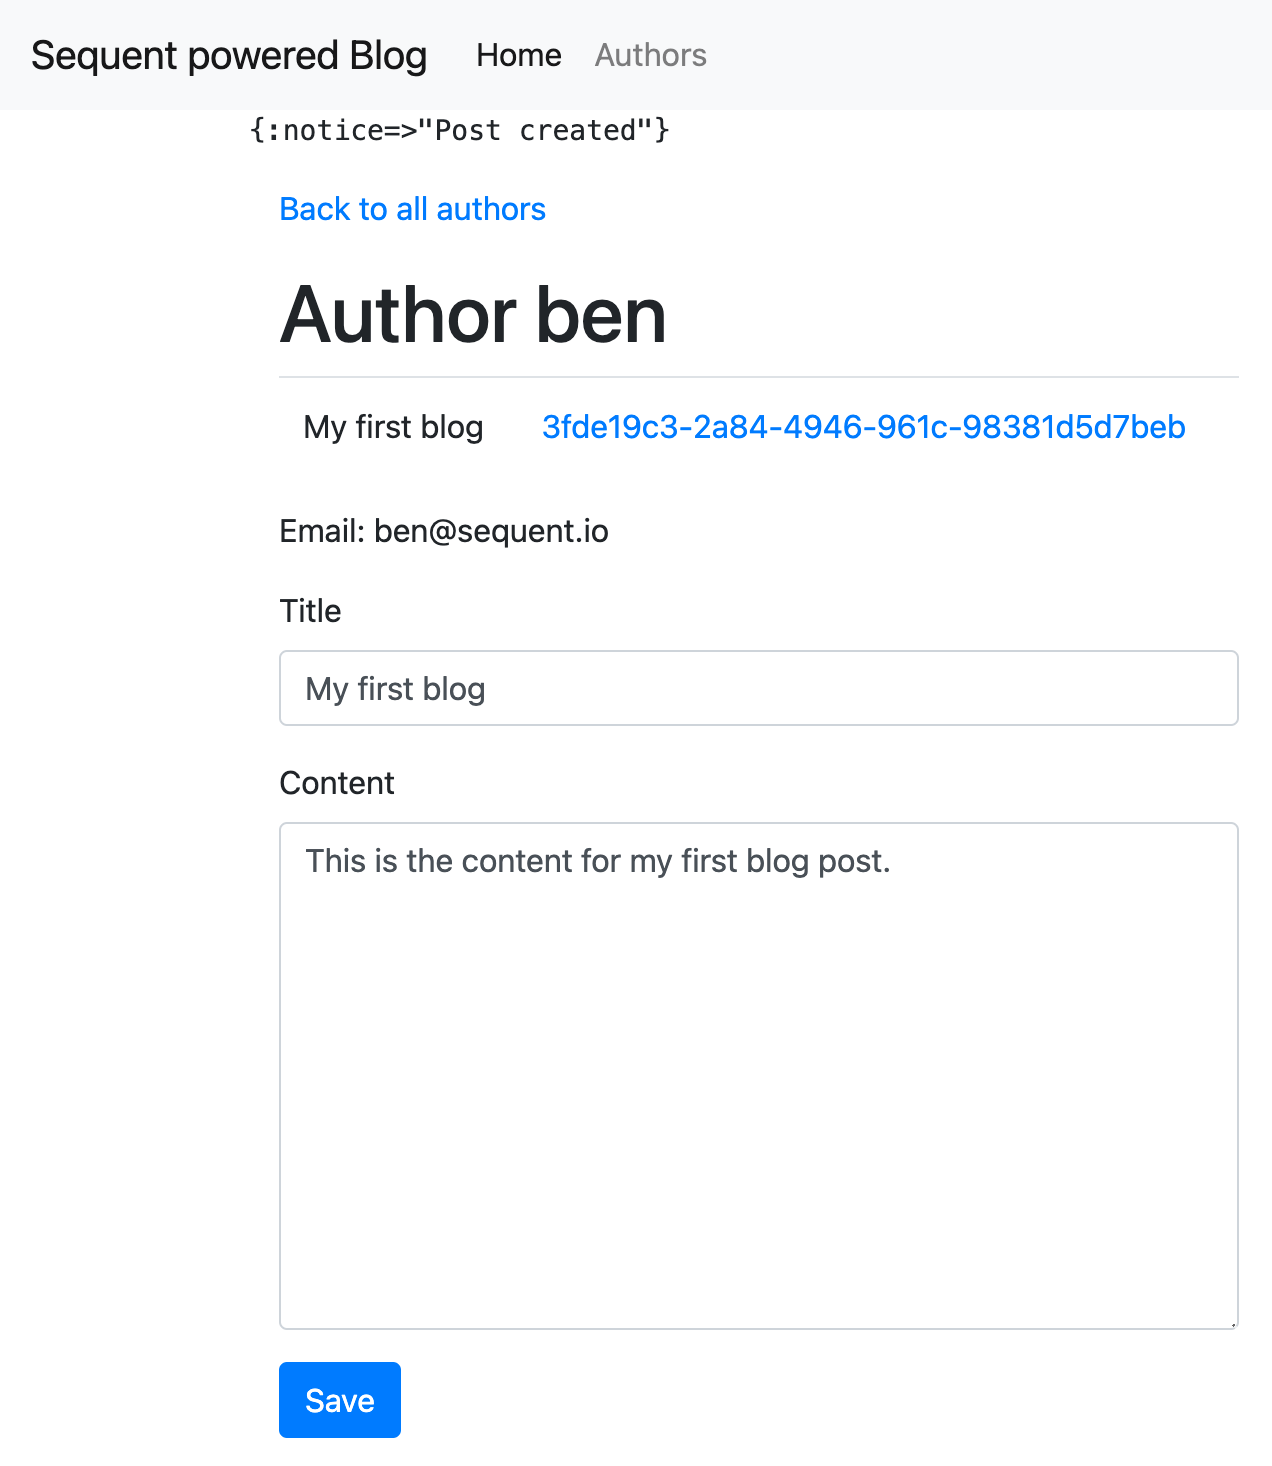 Sequent powered Blog Home Authors
{:notice=>"Post created"}
Back to all authors
Author ben
My first blog 3fde19c3-2a84-4946-961c-98381d5d7beb
Email: ben@sequent.io
Title
My first blog
Content
This is the content for my first blog post.
Save